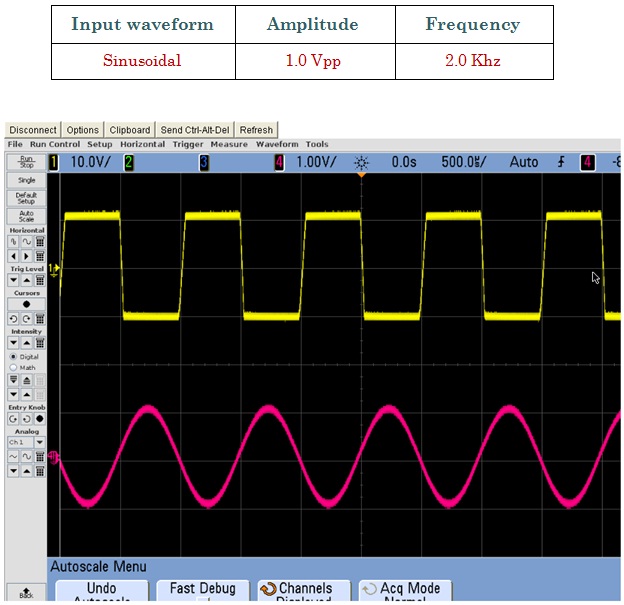 Input waveform Amplitude Frequency
Sinusoidal 1.0 Vpp 2.0 Khz
Disconnect Options Clipboard Send Ctrl-Alt-Del Refresh
File Run Control Setup Horizontal Trigger Measure Waveform Tools
Run Stop
1 10.0V/ 2 3 4 1.00V/ 0.0s 500.0㎲/ Auto 4
Single
Default Setup
Auto Scale
Horizontal
Trig Level
Cursors
Intensity
Digital
Math
Entry Knob
Analog
Ch 1
Back
Autoscale Menu
Undo Fast Debug Channels Acq Mode
Autoscale Displayed Normal